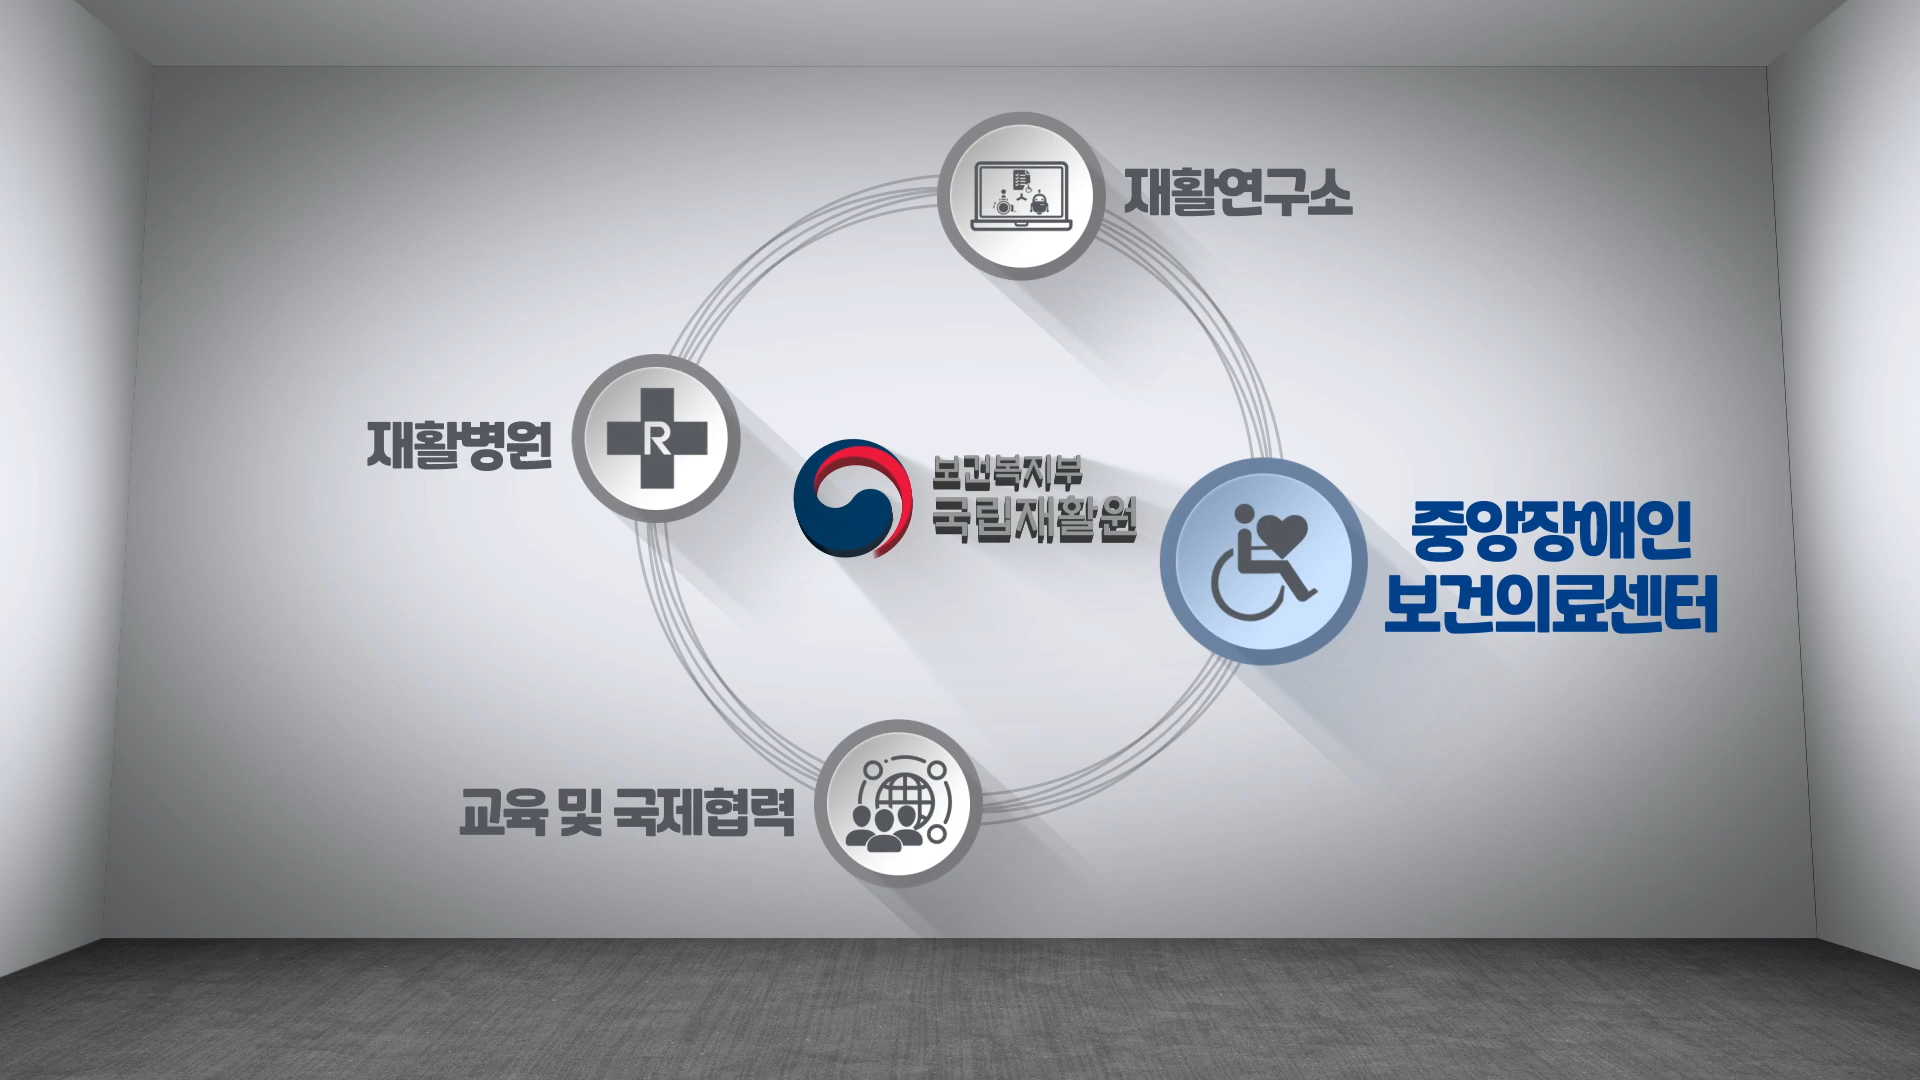 재활연구소
재활병원
R
보건복지부
국립재활원
중앙장애인
보건의료센터
교육 및 국제협력